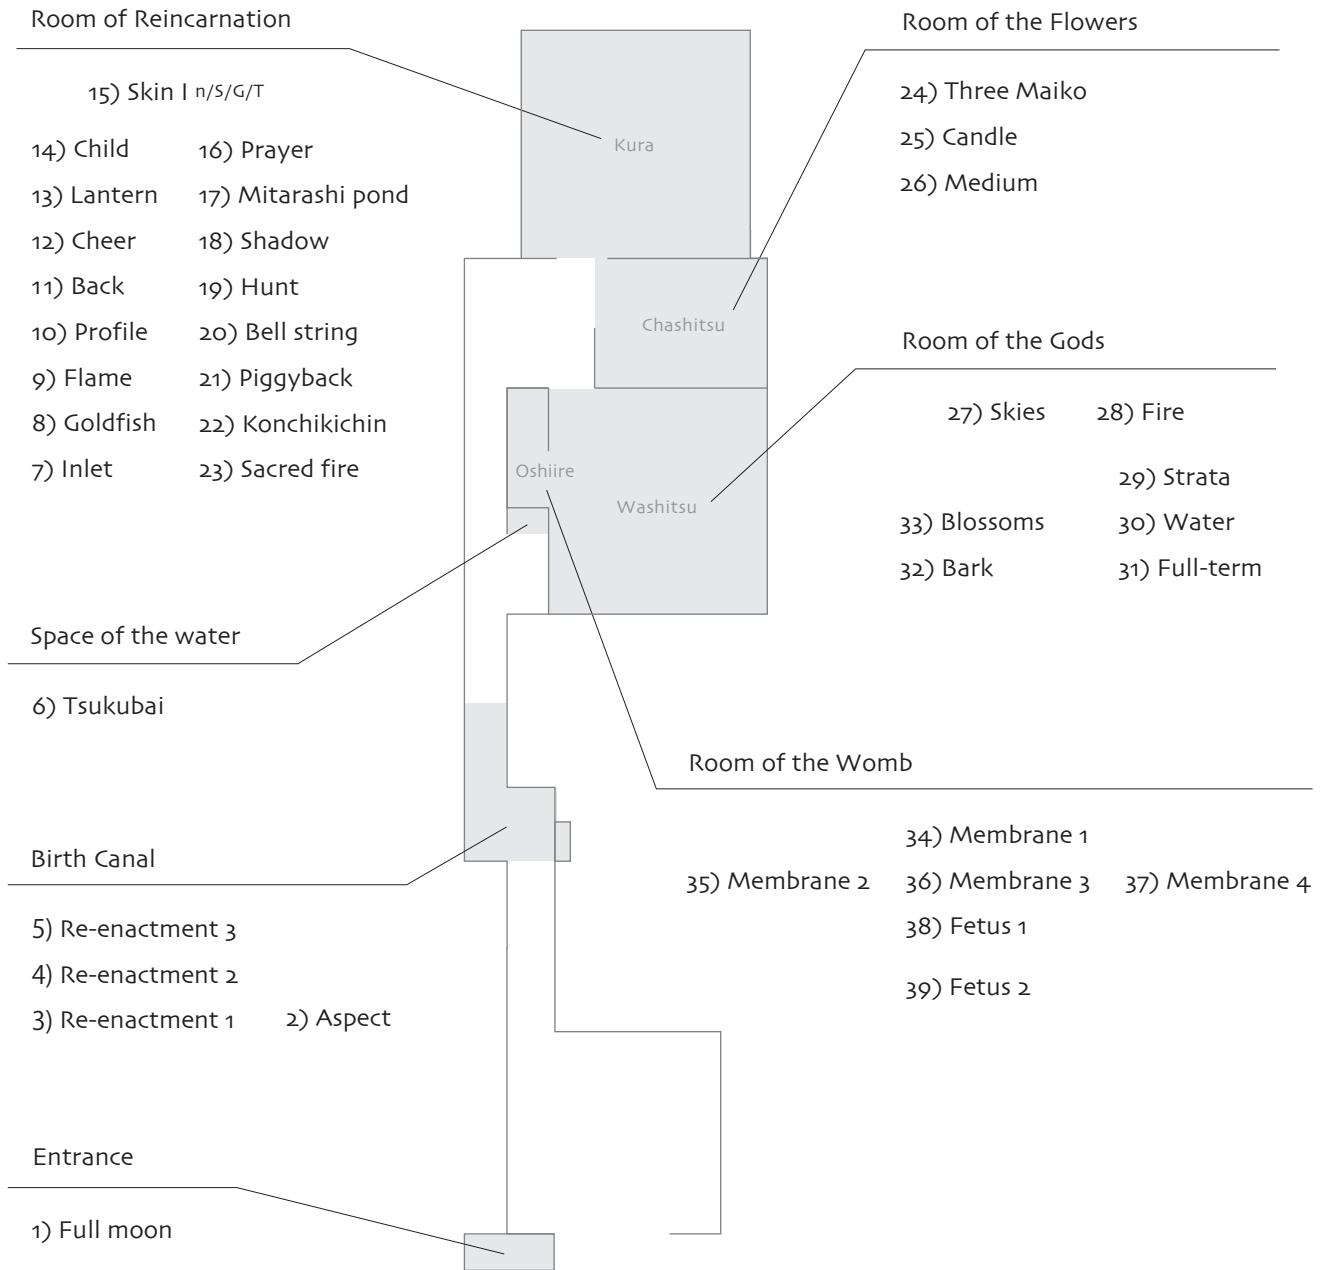 Room of Reincarnation
15) Skin I n/S/G/T
14) Child 16) Prayer
13) Lantern 17) Mitarashi pond
12) Cheer 18) Shadow
11) Back 19) Hunt
10) Profile 20) Bell string
9) Flame 21) Piggyback
8) Goldfish 22) Konchikichin
7) Inlet 23) Sacred fire
Kura
Room of the Flowers
24) Three Maiko
25) Candle
26) Medium
Chashitsu
Room of the Gods
27) Skies 28) Fire
29) Strata
33) Blossoms 30) Water
32) Bark 31) Full-term
Oshiire
Washitsu
Space of the water
6) Tsukubai
Room of the Womb
34) Membrane 1
35) Membrane 2 36) Membrane 3 37) Membrane 4
38) Fetus 1
39) Fetus 2
Birth Canal
5) Re-enactment 3
4) Re-enactment 2
3) Re-enactment 1 2) Aspect
Entrance
1) Full moon